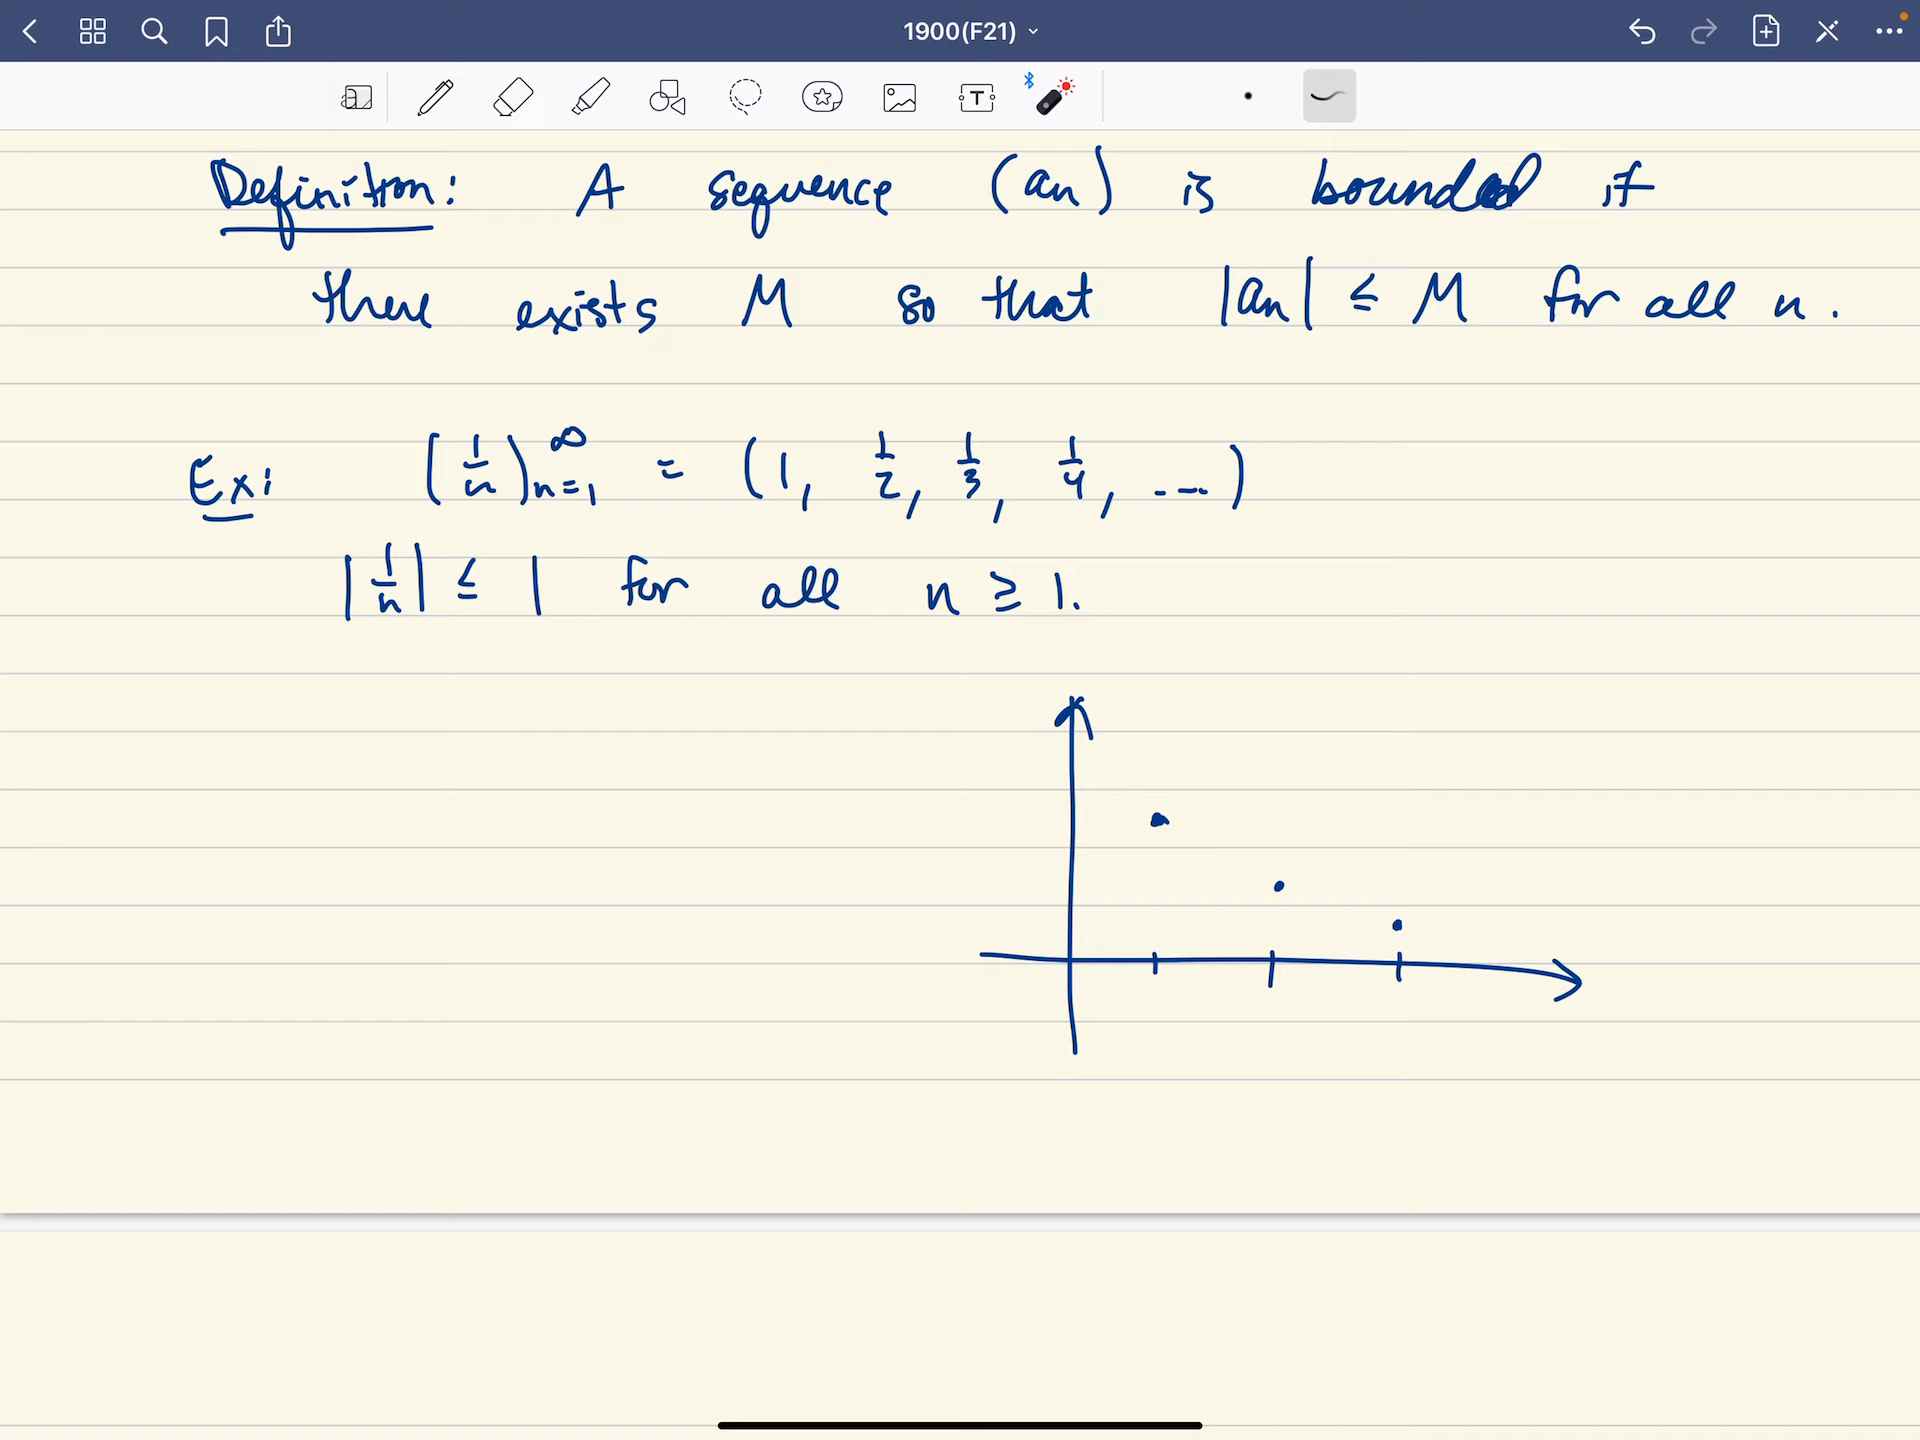 1900(F21)
Definition: A sequence (an) is bounded if
there exists M so that |an| ≤ M for all n.
Ex: (1/n)∞n=1 = (1, 1/2, 1/3, 1/4, ...)
|1/n| ≤ 1 for all n ≥ 1.